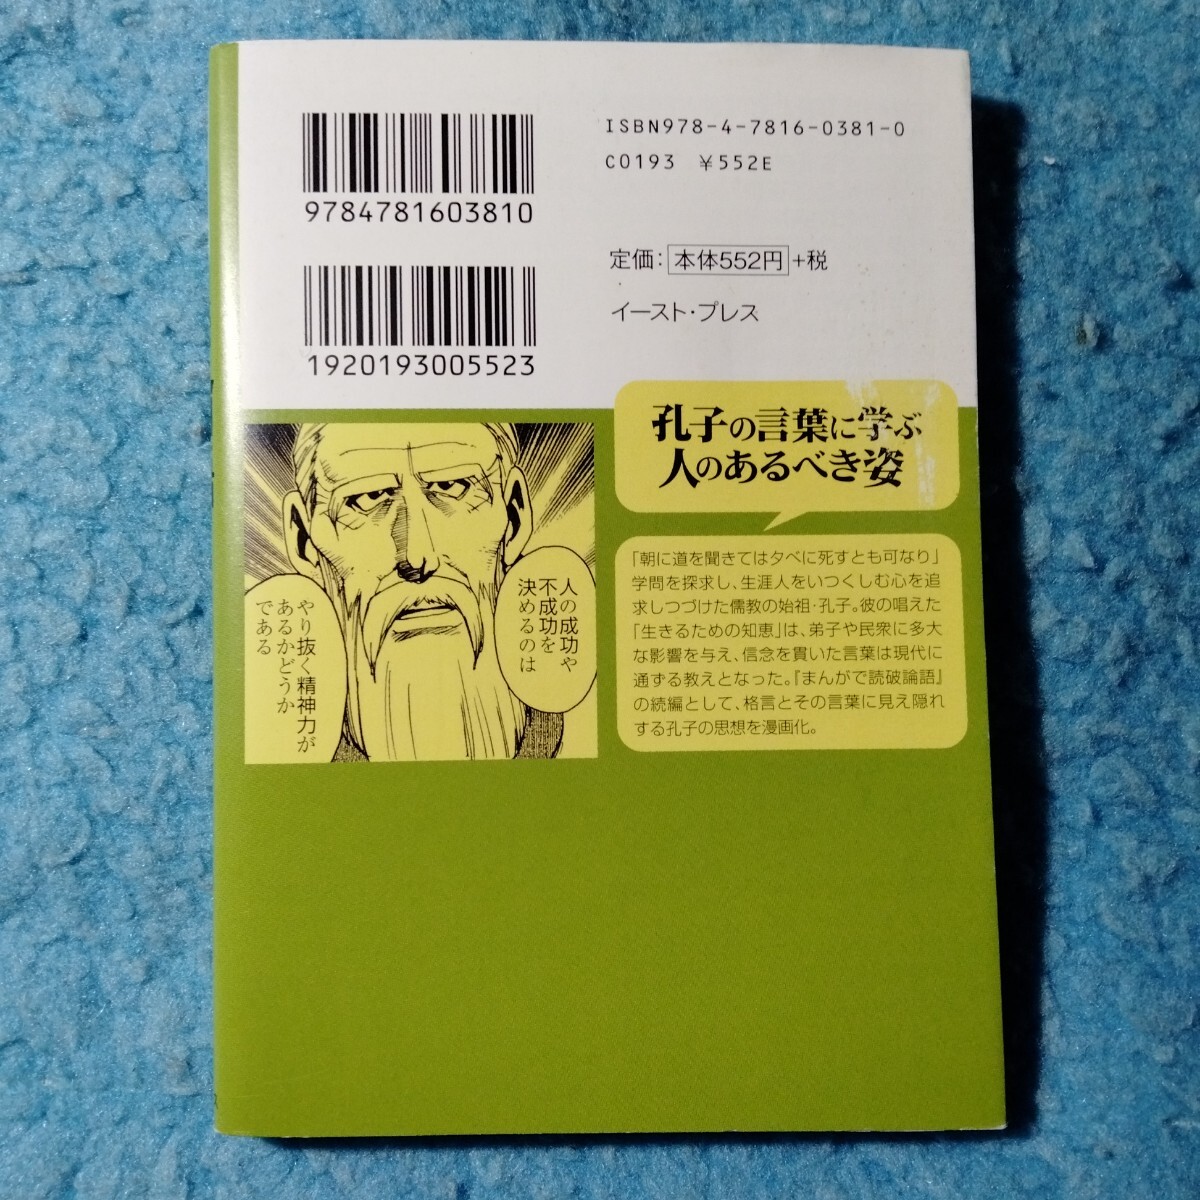 ISBN978-4-7816-0381-0
C0193 ¥552E
9784781603810
定価：本体552円+税
イースト・プレス
1920193005523
孔子の言葉に学ぶ
人のあるべき姿
人の成功や
不成功を
決めるのは
やり抜く精神力が
あるかどうか
である
「朝に道を聞きては夕べに死すとも可なり」
学問を探求し、生涯人をいつくしむ心を追
求しつづけた儒教の始祖・孔子。彼の唱えた
「生きるための知恵」は、弟子や民衆に多大
な影響を与え、信念を貫いた言葉は現代に
通ずる教えとなった。『まんがで読破論語』
の続編として、格言とその言葉に見え隠れ
する孔子の思想を漫画化。